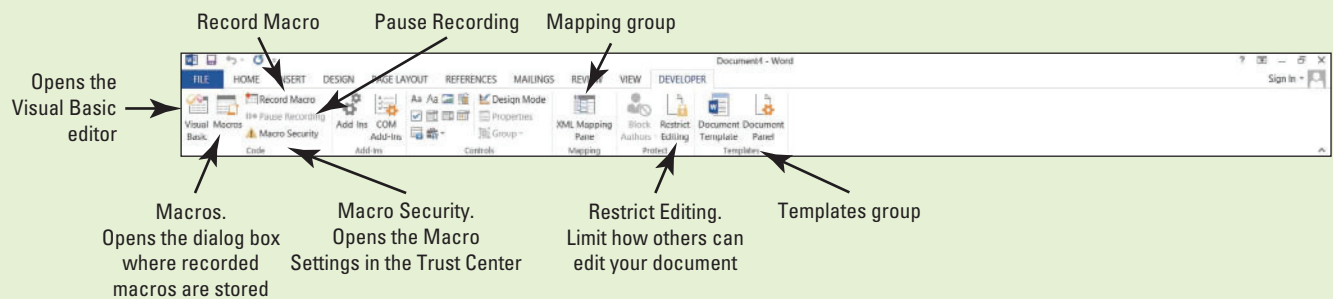 Record Macro
Pause Recording
Mapping group
Opens the
Visual Basic
editor
Document4 - Word
Sign in
FILE HOME INSERT DESIGN PAGE LAYOUT REFERENCES MAILINGS REVIEW VIEW DEVELOPER
Visual
Basic
Macros
Record Macro
Pause Recording
Macro Security
Code
Add Ins
COM
Add-Ins
Add-Ins
Aa Aa
Design Mode
Properties
Group
Controls
XML Mapping
Pane
Mapping
Block
Authors
Restrict
Editing
Protect
Document
Template
Document
Panel
Templates
Macros.
Opens the dialog box
where recorded
macros are stored
Macro Security.
Opens the Macro
Settings in the Trust Center
Restrict Editing.
Limit how others can
edit your document
Templates group